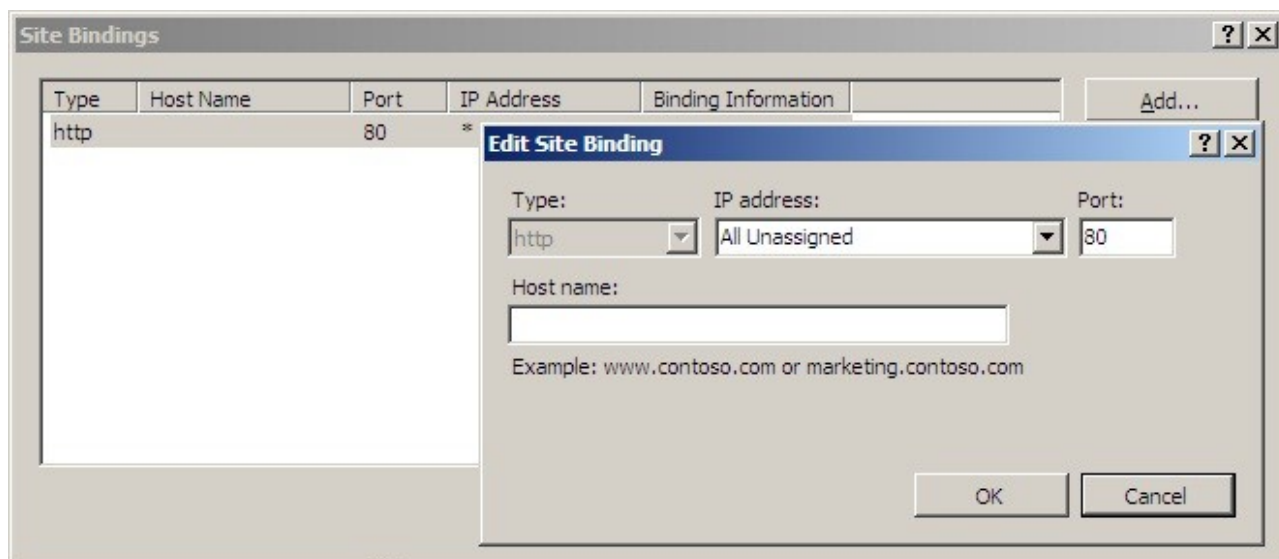 Site Bindings
Type Host Name Port IP Address Binding Information Add...
http 80 *
Edit Site Binding
Type: IP address: Port:
http All Unassigned 80
Host name:
Example: www.contoso.com or marketing.contoso.com
OK Cancel